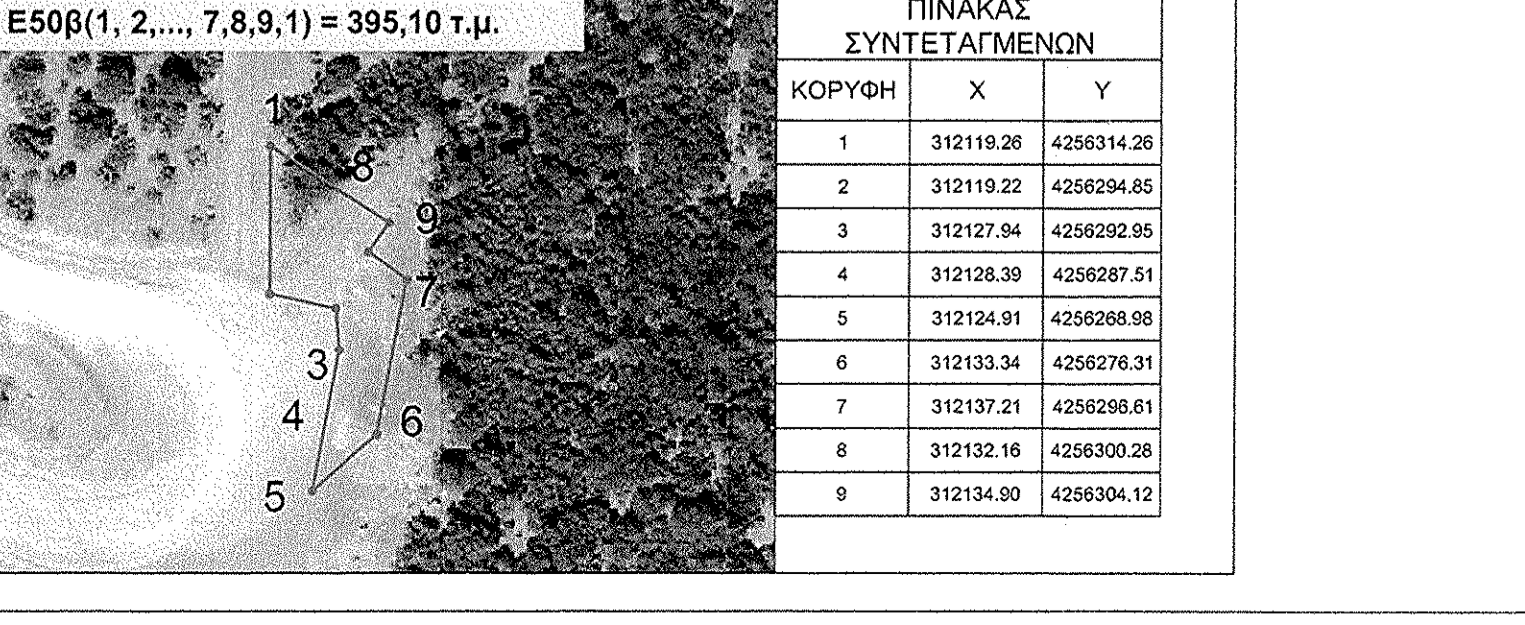 Ε50β(1, 2,..., 7,8,9,1) = 395,10 τ.μ.
1
8
9
7
3
4
6
5
ΠΙΝΑΚΑΣ
ΣΥΝΤΕΤΑΓΜΕΝΩΝ
ΚΟΡΥΦΗ X Y
1 312119.26 4256314.26
2 312119.22 4256294.85
3 312127.94 4256292.95
4 312128.39 4256287.51
5 312124.91 4256268.98
6 312133.34 4256276.31
7 312137.21 4256296.61
8 312132.16 4256300.28
9 312134.90 4256304.12